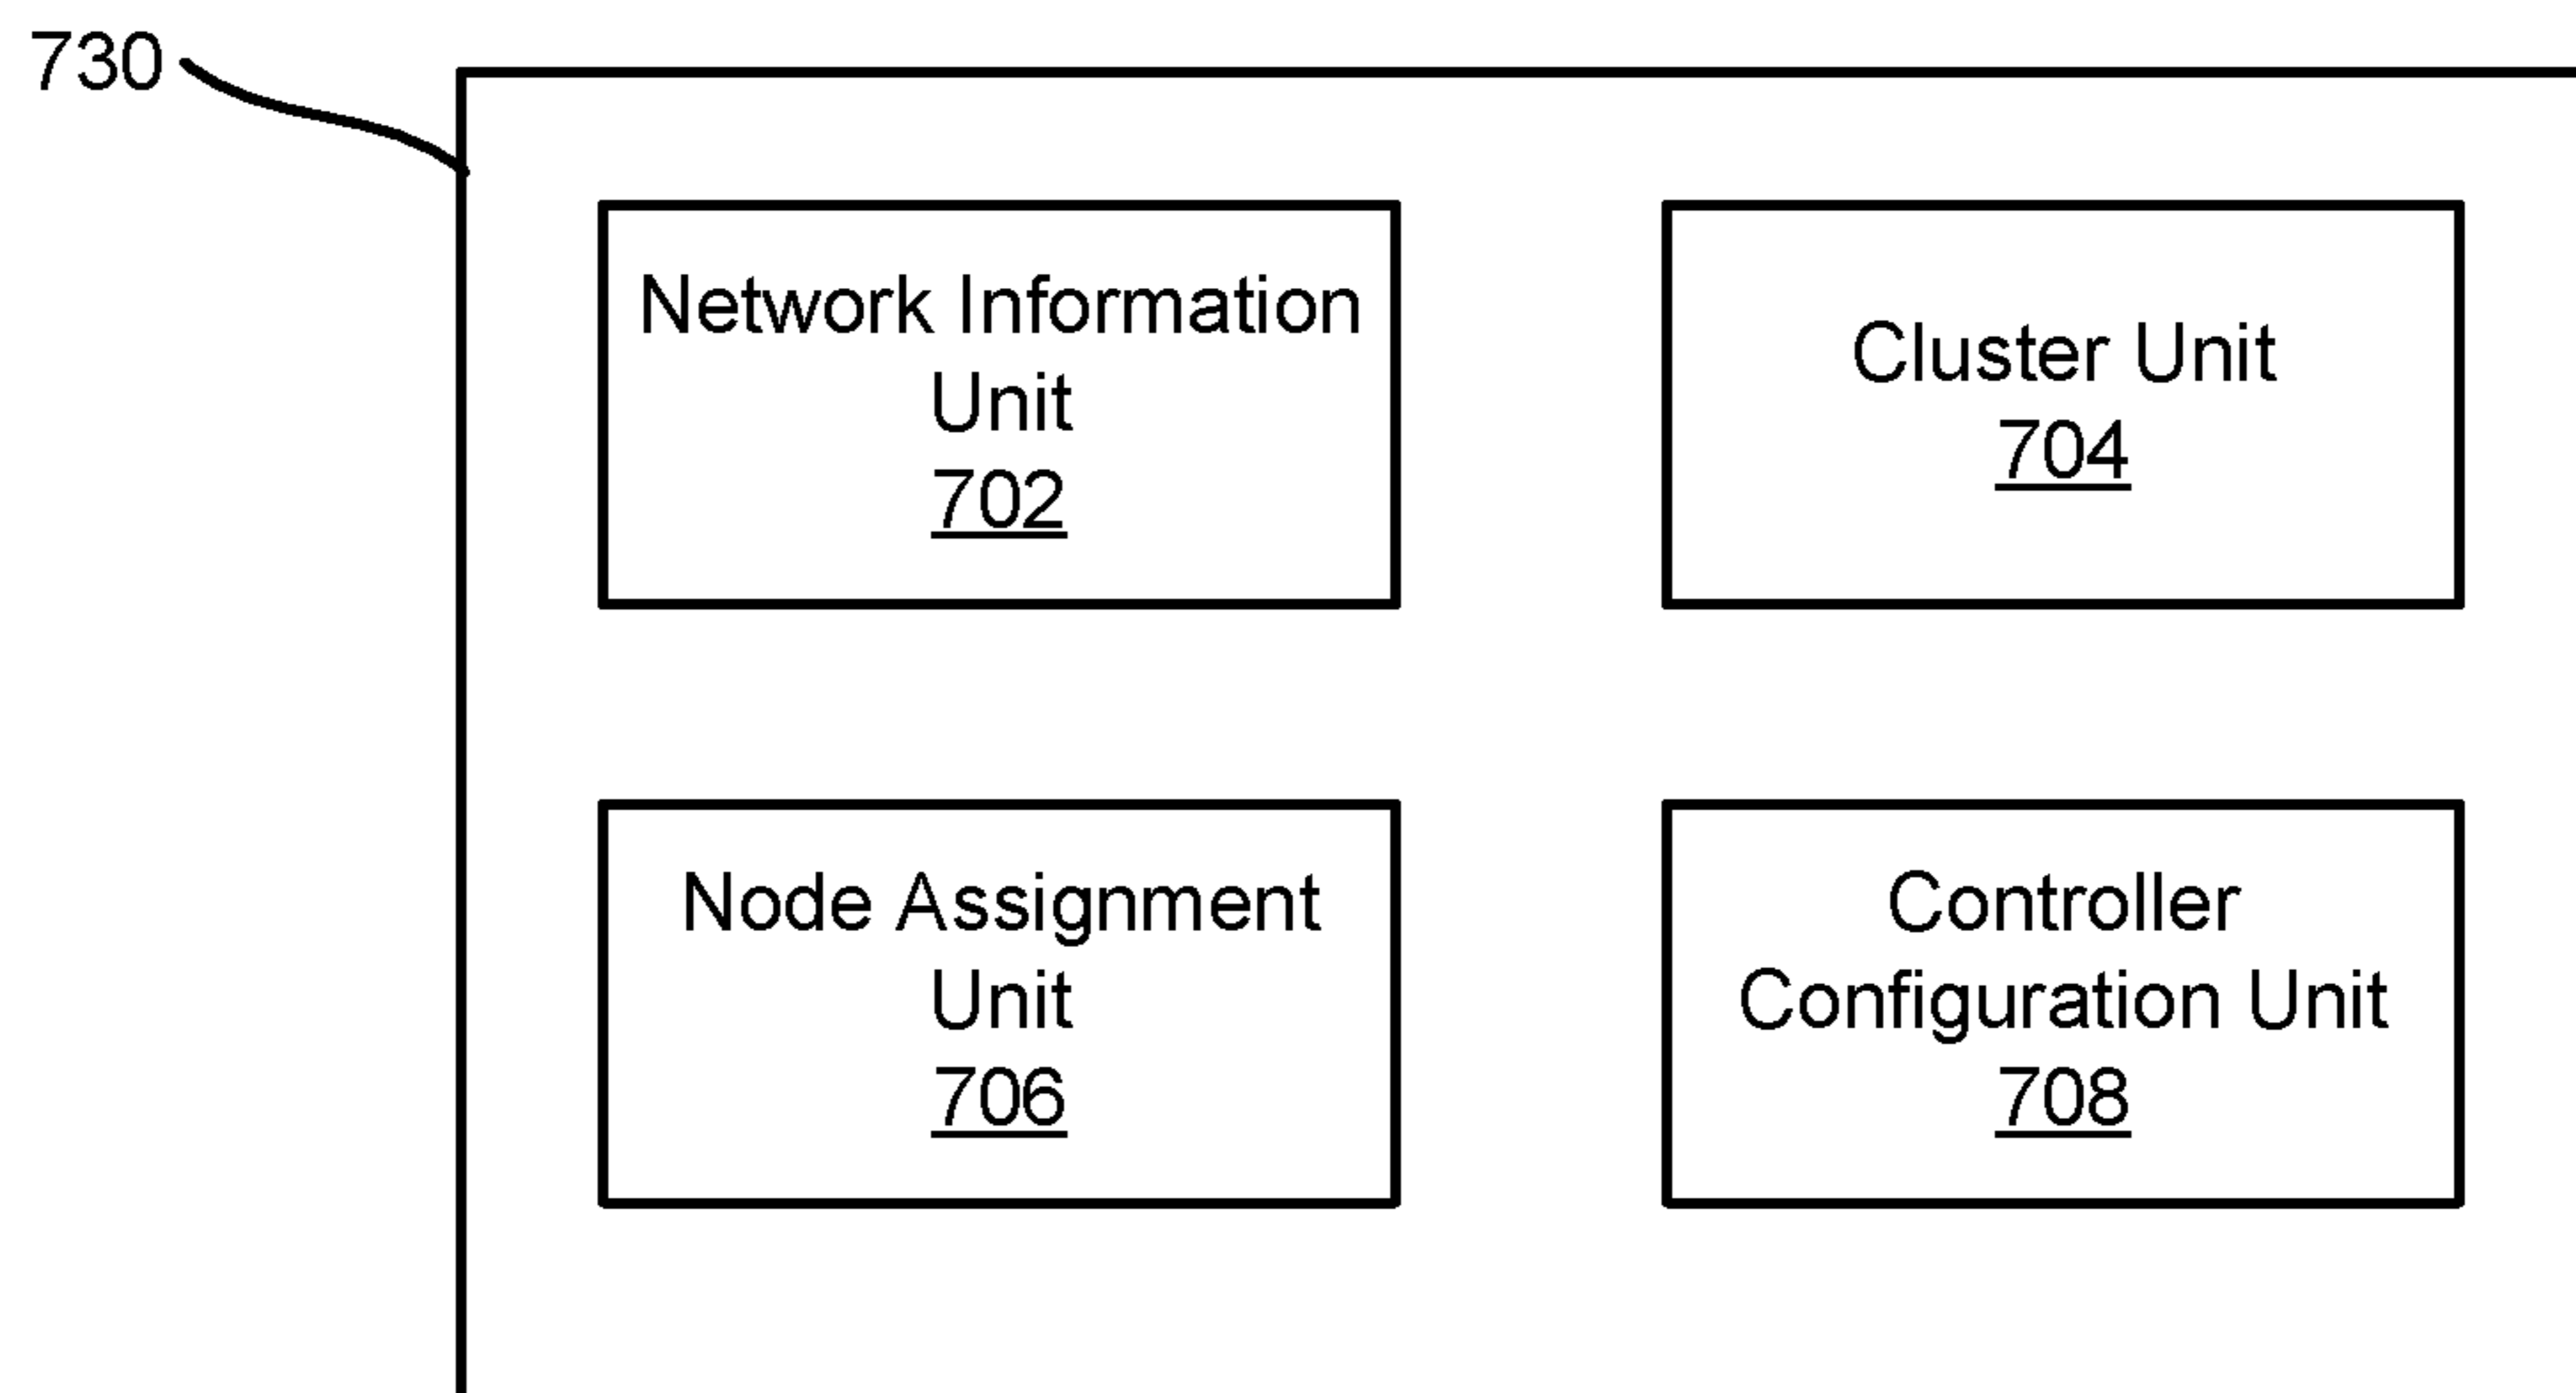 730
Network Information
Unit
702
Cluster Unit
704
Node Assignment
Unit
706
Controller
Configuration Unit
708